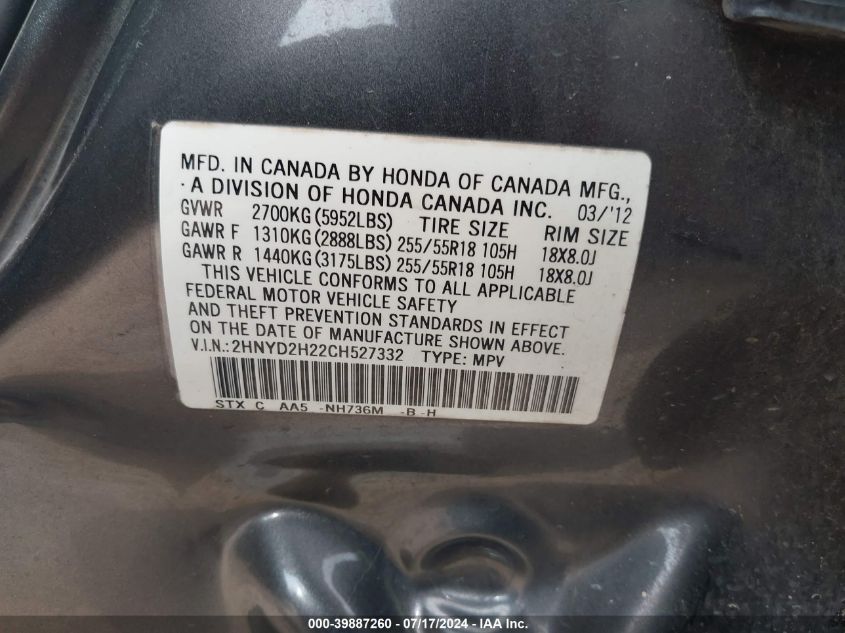 MFD. IN CANADA BY HONDA OF CANADA MFG.,
·A DIVISION OF HONDA CANADA INC. 03/'12
GVWR 2700KG(5952LBS) TIRE SIZE RIM SIZE
GAWR F 1310KG(2888LBS) 255/55R18 105H 18X8.0J
GAWR R 1440KG(3175LBS) 255/55R18 105H 18X8.0J
THIS VEHICLE CONFORMS TO ALL APPLICABLE
FEDERAL MOTOR VEHICLE SAFETY
AND THEFT PREVENTION STANDARDS IN EFFECT
ON THE DATE OF MANUFACTURE SHOWN ABOVE.
V.I.N.:2HNYD2H22CH527332 TYPE: MPV
STX C AA5 -NH736M -B-H
000-39887260 - 07/17/2024 - IAA Inc.